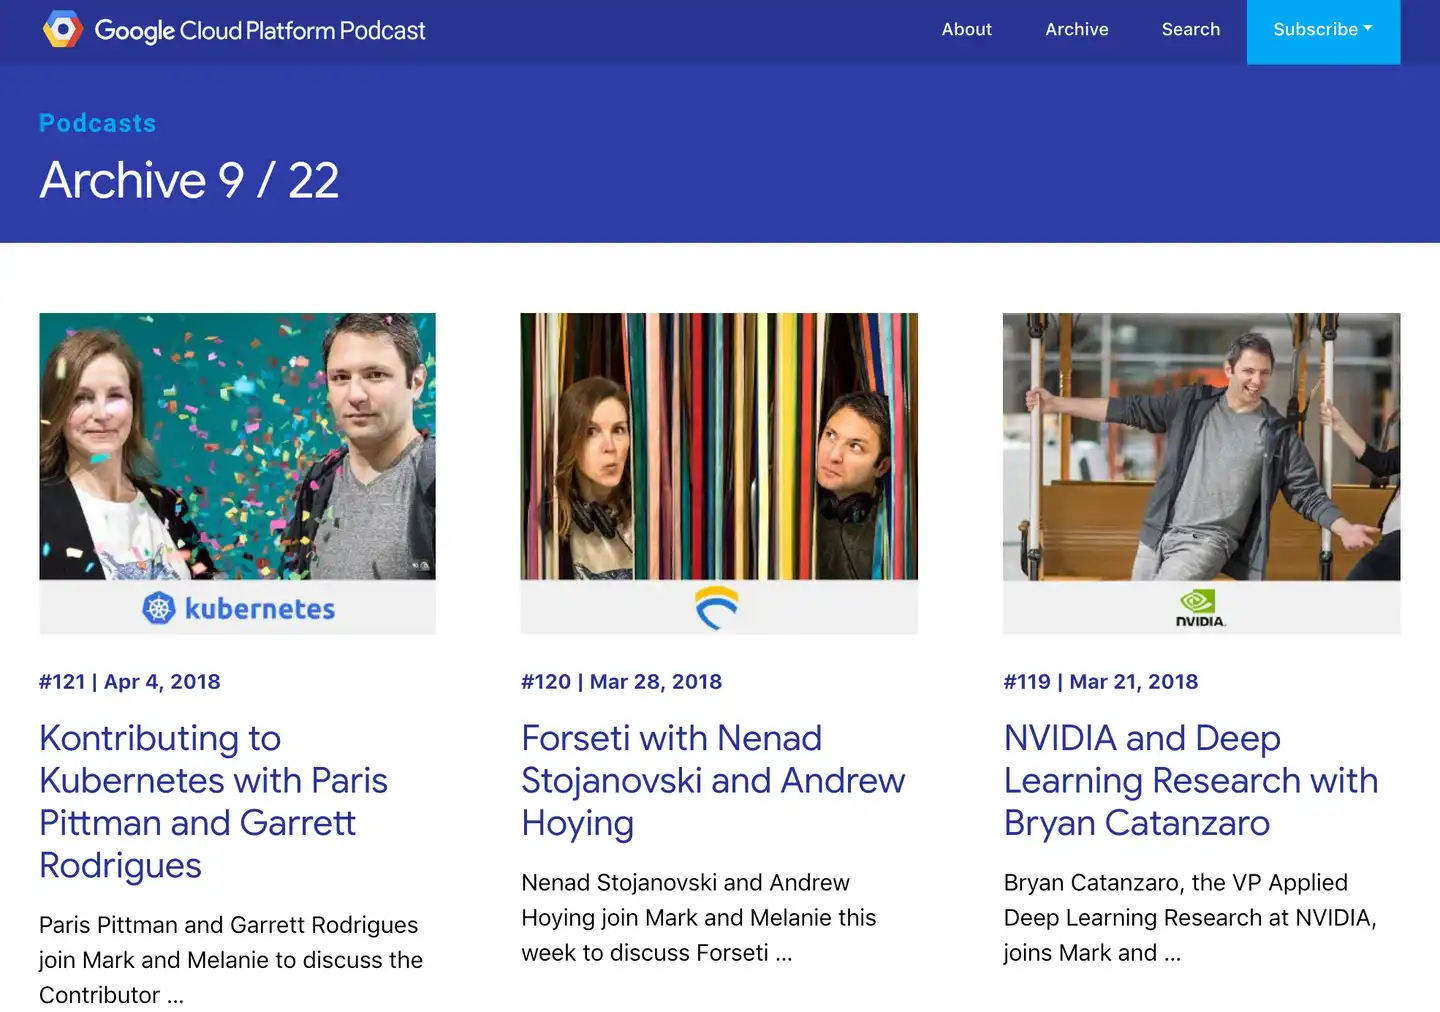 Google Cloud Platform Podcast
About
Archive
Search
Subscribe
Podcasts
Archive 9 / 22
kubernetes
NVIDIA.
#121 | Apr 4, 2018
Kontributing to
Kubernetes with Paris
Pittman and Garrett
Rodrigues
Paris Pittman and Garrett Rodrigues
join Mark and Melanie to discuss the
Contributor ...
#120 | Mar 28, 2018
Forseti with Nenad
Stojanovski and Andrew
Hoying
Nenad Stojanovski and Andrew
Hoying join Mark and Melanie this
week to discuss Forseti ...
#119 | Mar 21, 2018
NVIDIA and Deep
Learning Research with
Bryan Catanzaro
Bryan Catanzaro, the VP Applied
Deep Learning Research at NVIDIA,
joins Mark and ...